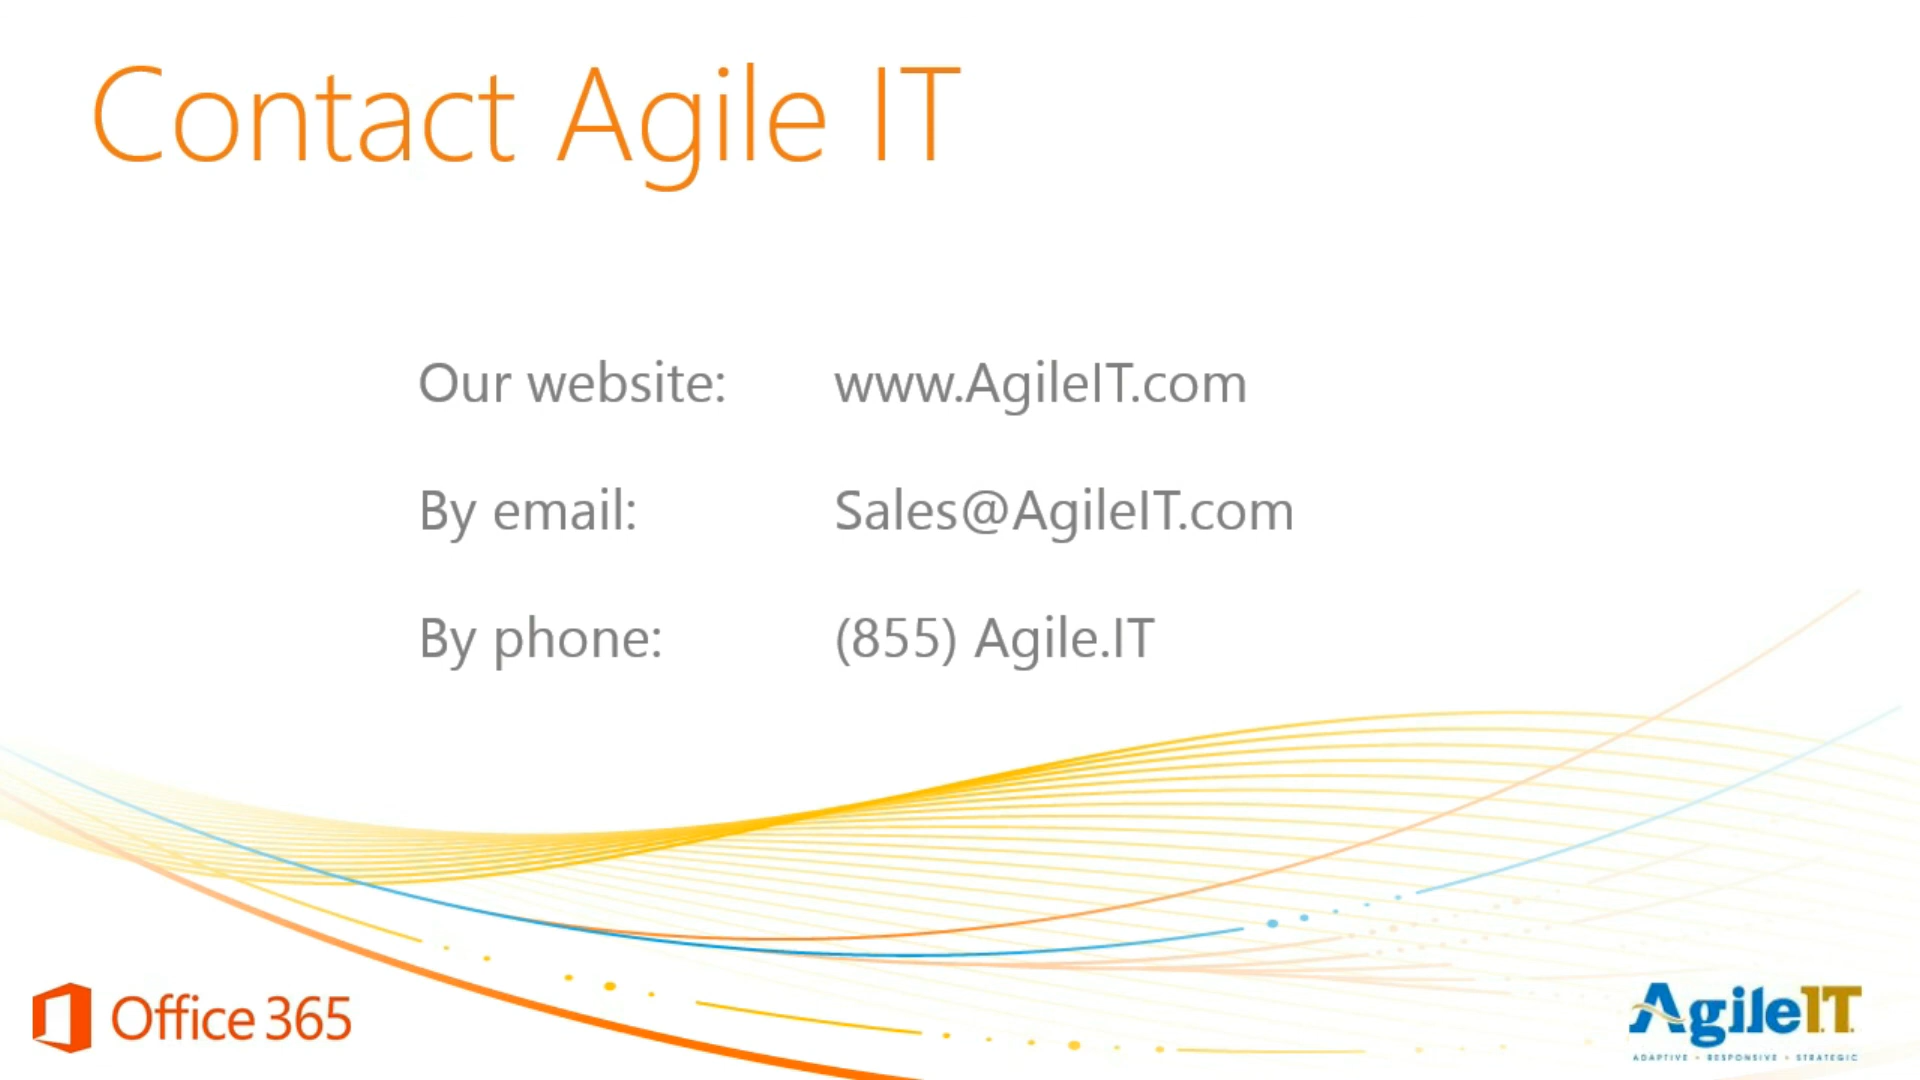 Contact Agile IT
Our website: www.AgileIT.com
By email: Sales@AgileIT.com
By phone: (855) Agile.IT
Office 365
AgileIT
ADAPTIVE - RESPONSIVE - STRATEGIC